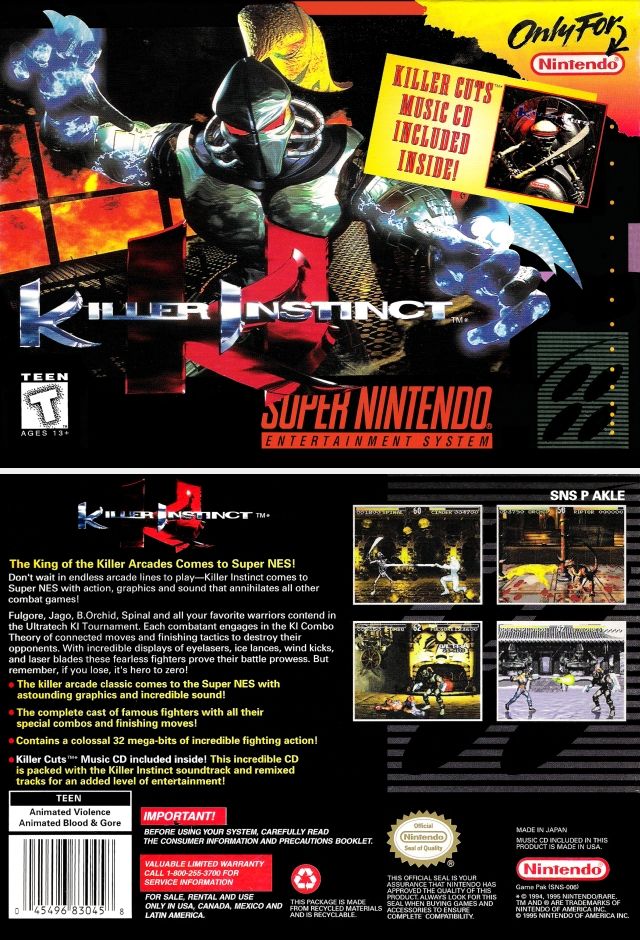 Only For
Nintendo®
KILLER CUTS™
MUSIC CD
INCLUDED
INSIDE!
KILLER INSTINCT™
TEEN
T
AGES 13+
SUPER NINTENDO®
ENTERTAINMENT SYSTEM
SNS P AKLE
KILLER INSTINCT™
The King of the Killer Arcades Comes to Super NES!
Don't wait in endless arcade lines to play—Killer Instinct comes to
Super NES with action, graphics and sound that annihilates all other
combat games!
Fulgore, Jago, B.Orchid, Spinal and all your favorite warriors contend in
the Ultratech KI Tournament. Each combatant engages in the KI Combo
Theory of connected moves and finishing tactics to destroy their
opponents. With incredible displays of eyelasers, ice lances, wind kicks,
and laser blades these fearless fighters prove their battle prowess. But
remember, if you lose, it's hero to zero!
• The killer arcade classic comes to the Super NES with
astounding graphics and incredible sound!
• The complete cast of famous fighters with all their
special combos and finishing moves!
• Contains a colossal 32 mega-bits of incredible fighting action!
• Killer Cuts™ Music CD included inside! This incredible CD
is packed with the Killer Instinct soundtrack and remixed
tracks for an added level of entertainment!
TEEN
Animated Violence
Animated Blood & Gore
0 45496 83045 8
IMPORTANT!
BEFORE USING YOUR SYSTEM, CAREFULLY READ
THE CONSUMER INFORMATION AND PRECAUTIONS BOOKLET.
VALUABLE LIMITED WARRANTY
CALL 1-800-255-3700 FOR
SERVICE INFORMATION
FOR SALE, RENTAL AND USE
ONLY IN USA, CANADA, MEXICO AND
LATIN AMERICA.
THIS PACKAGE IS MADE
FROM RECYCLED MATERIALS
AND IS RECYCLABLE.
Official
Nintendo
Seal of Quality
THIS OFFICIAL SEAL IS YOUR
ASSURANCE THAT NINTENDO HAS
APPROVED THE QUALITY OF THIS
PRODUCT. ALWAYS LOOK FOR THIS
SEAL WHEN BUYING GAMES AND
ACCESSORIES TO ENSURE
COMPLETE COMPATIBILITY.
MADE IN JAPAN
MUSIC CD INCLUDED IN THIS
PRODUCT IS MADE IN USA.
Nintendo®
Game Pak (SNS-006)
© 1994, 1995 NINTENDO/RARE.
TM AND ® ARE TRADEMARKS OF
NINTENDO OF AMERICA INC.
© 1995 NINTENDO OF AMERICA INC.